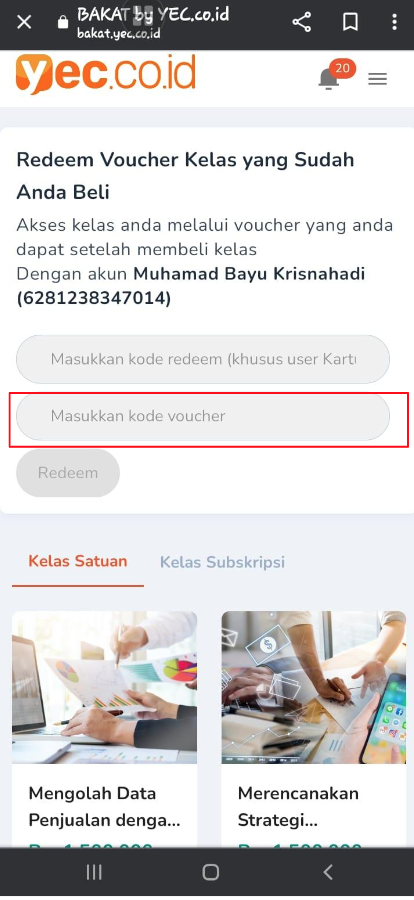 BAKAT by YEC.co.id
bakat.yec.co.id
yec.co.id
20
Redeem Voucher Kelas yang Sudah
Anda Beli
Akses kelas anda melalui voucher yang anda
dapat setelah membeli kelas
Dengan akun Muhamad Bayu Krisnahadi
(6281238347014)
Masukkan kode redeem (khusus user Kartu
Masukkan kode voucher
Redeem
Kelas Satuan Kelas Subskripsi
Mengolah Data
Penjualan denga...
Merencanakan
Strategi...